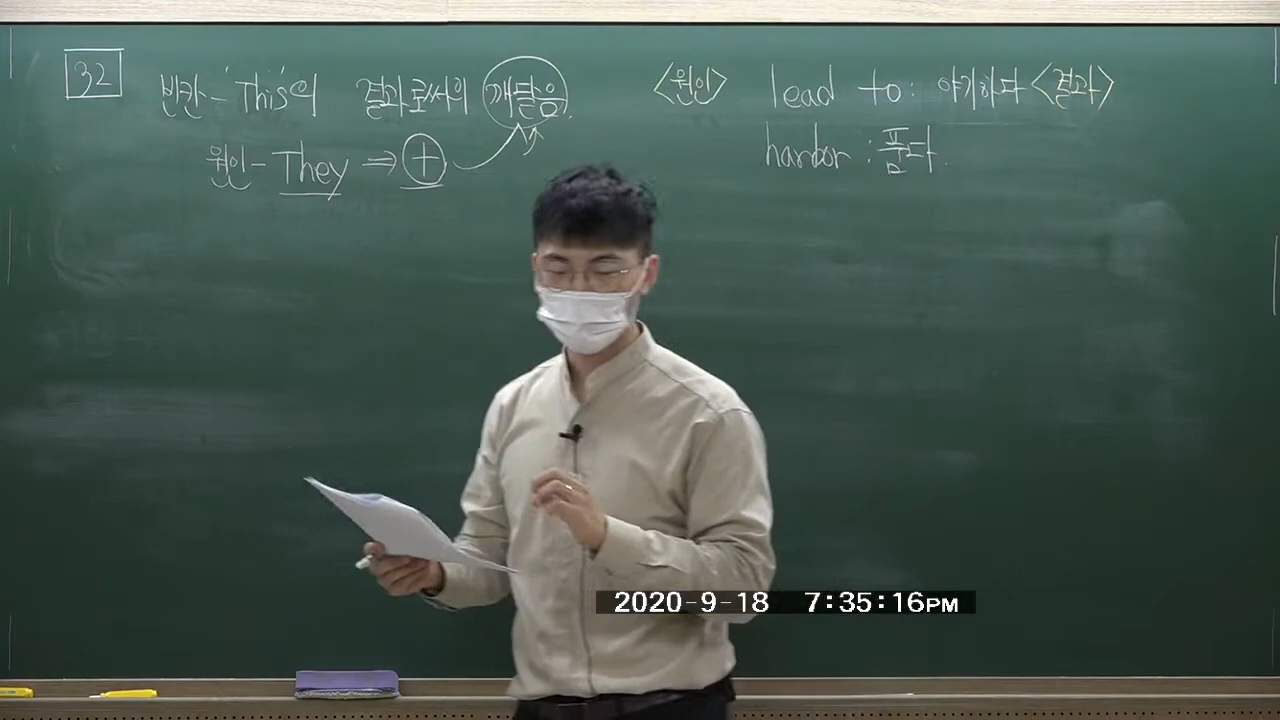 32
빈칸 - 'This'의 결과로써의 깨달음.
원인 - They ⇒ +
<원인> lead to : 야기하다 <결과>
harbor : 품다.
2020-9-18 7:35:16PM